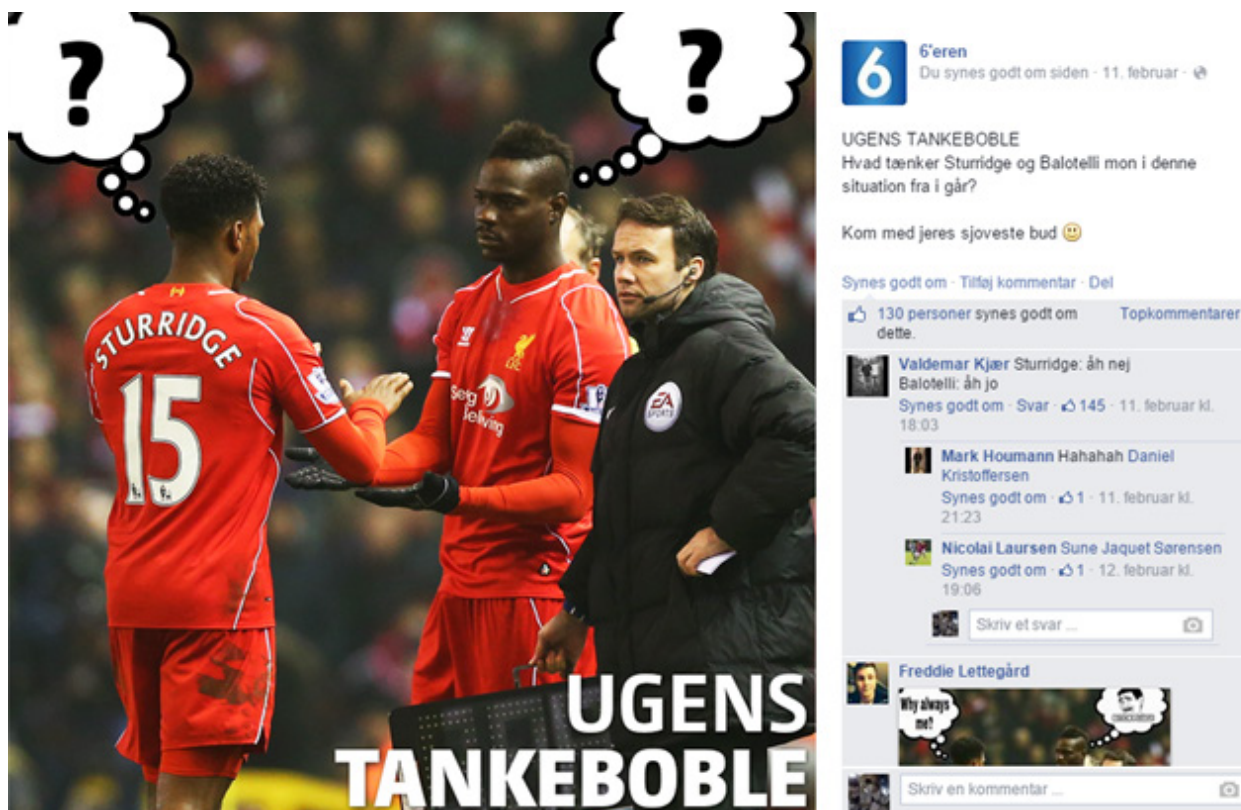 ?
?
STURRIDGE
15
CFC
Selig
Believing
EA
SPORTS
UGENS
TANKEBOBLE
6
6'eren
Du synes godt om siden · 11. februar ·
UGENS TANKEBOBLE
Hvad tænker Sturridge og Balotelli mon i denne
situation fra i går?
Kom med jeres sjoveste bud
Synes godt om · Tilføj kommentar · Del
130 personer synes godt om
dette.
Topkommentarer
Valdemar Kjær Sturridge: åh nej
Balotelli: åh jo
Synes godt om · Svar · 145 · 11. februar kl.
18:03
Mark Houmann Hahahah Daniel
Kristoffersen
Synes godt om · 1 · 11. februar kl.
21:23
Nicolai Laursen Sune Jaquet Sørensen
Synes godt om · 1 · 12. februar kl.
19:06
Skriv et svar ...
Freddie Lettegård
Why always
me?
Skriv en kommentar ...